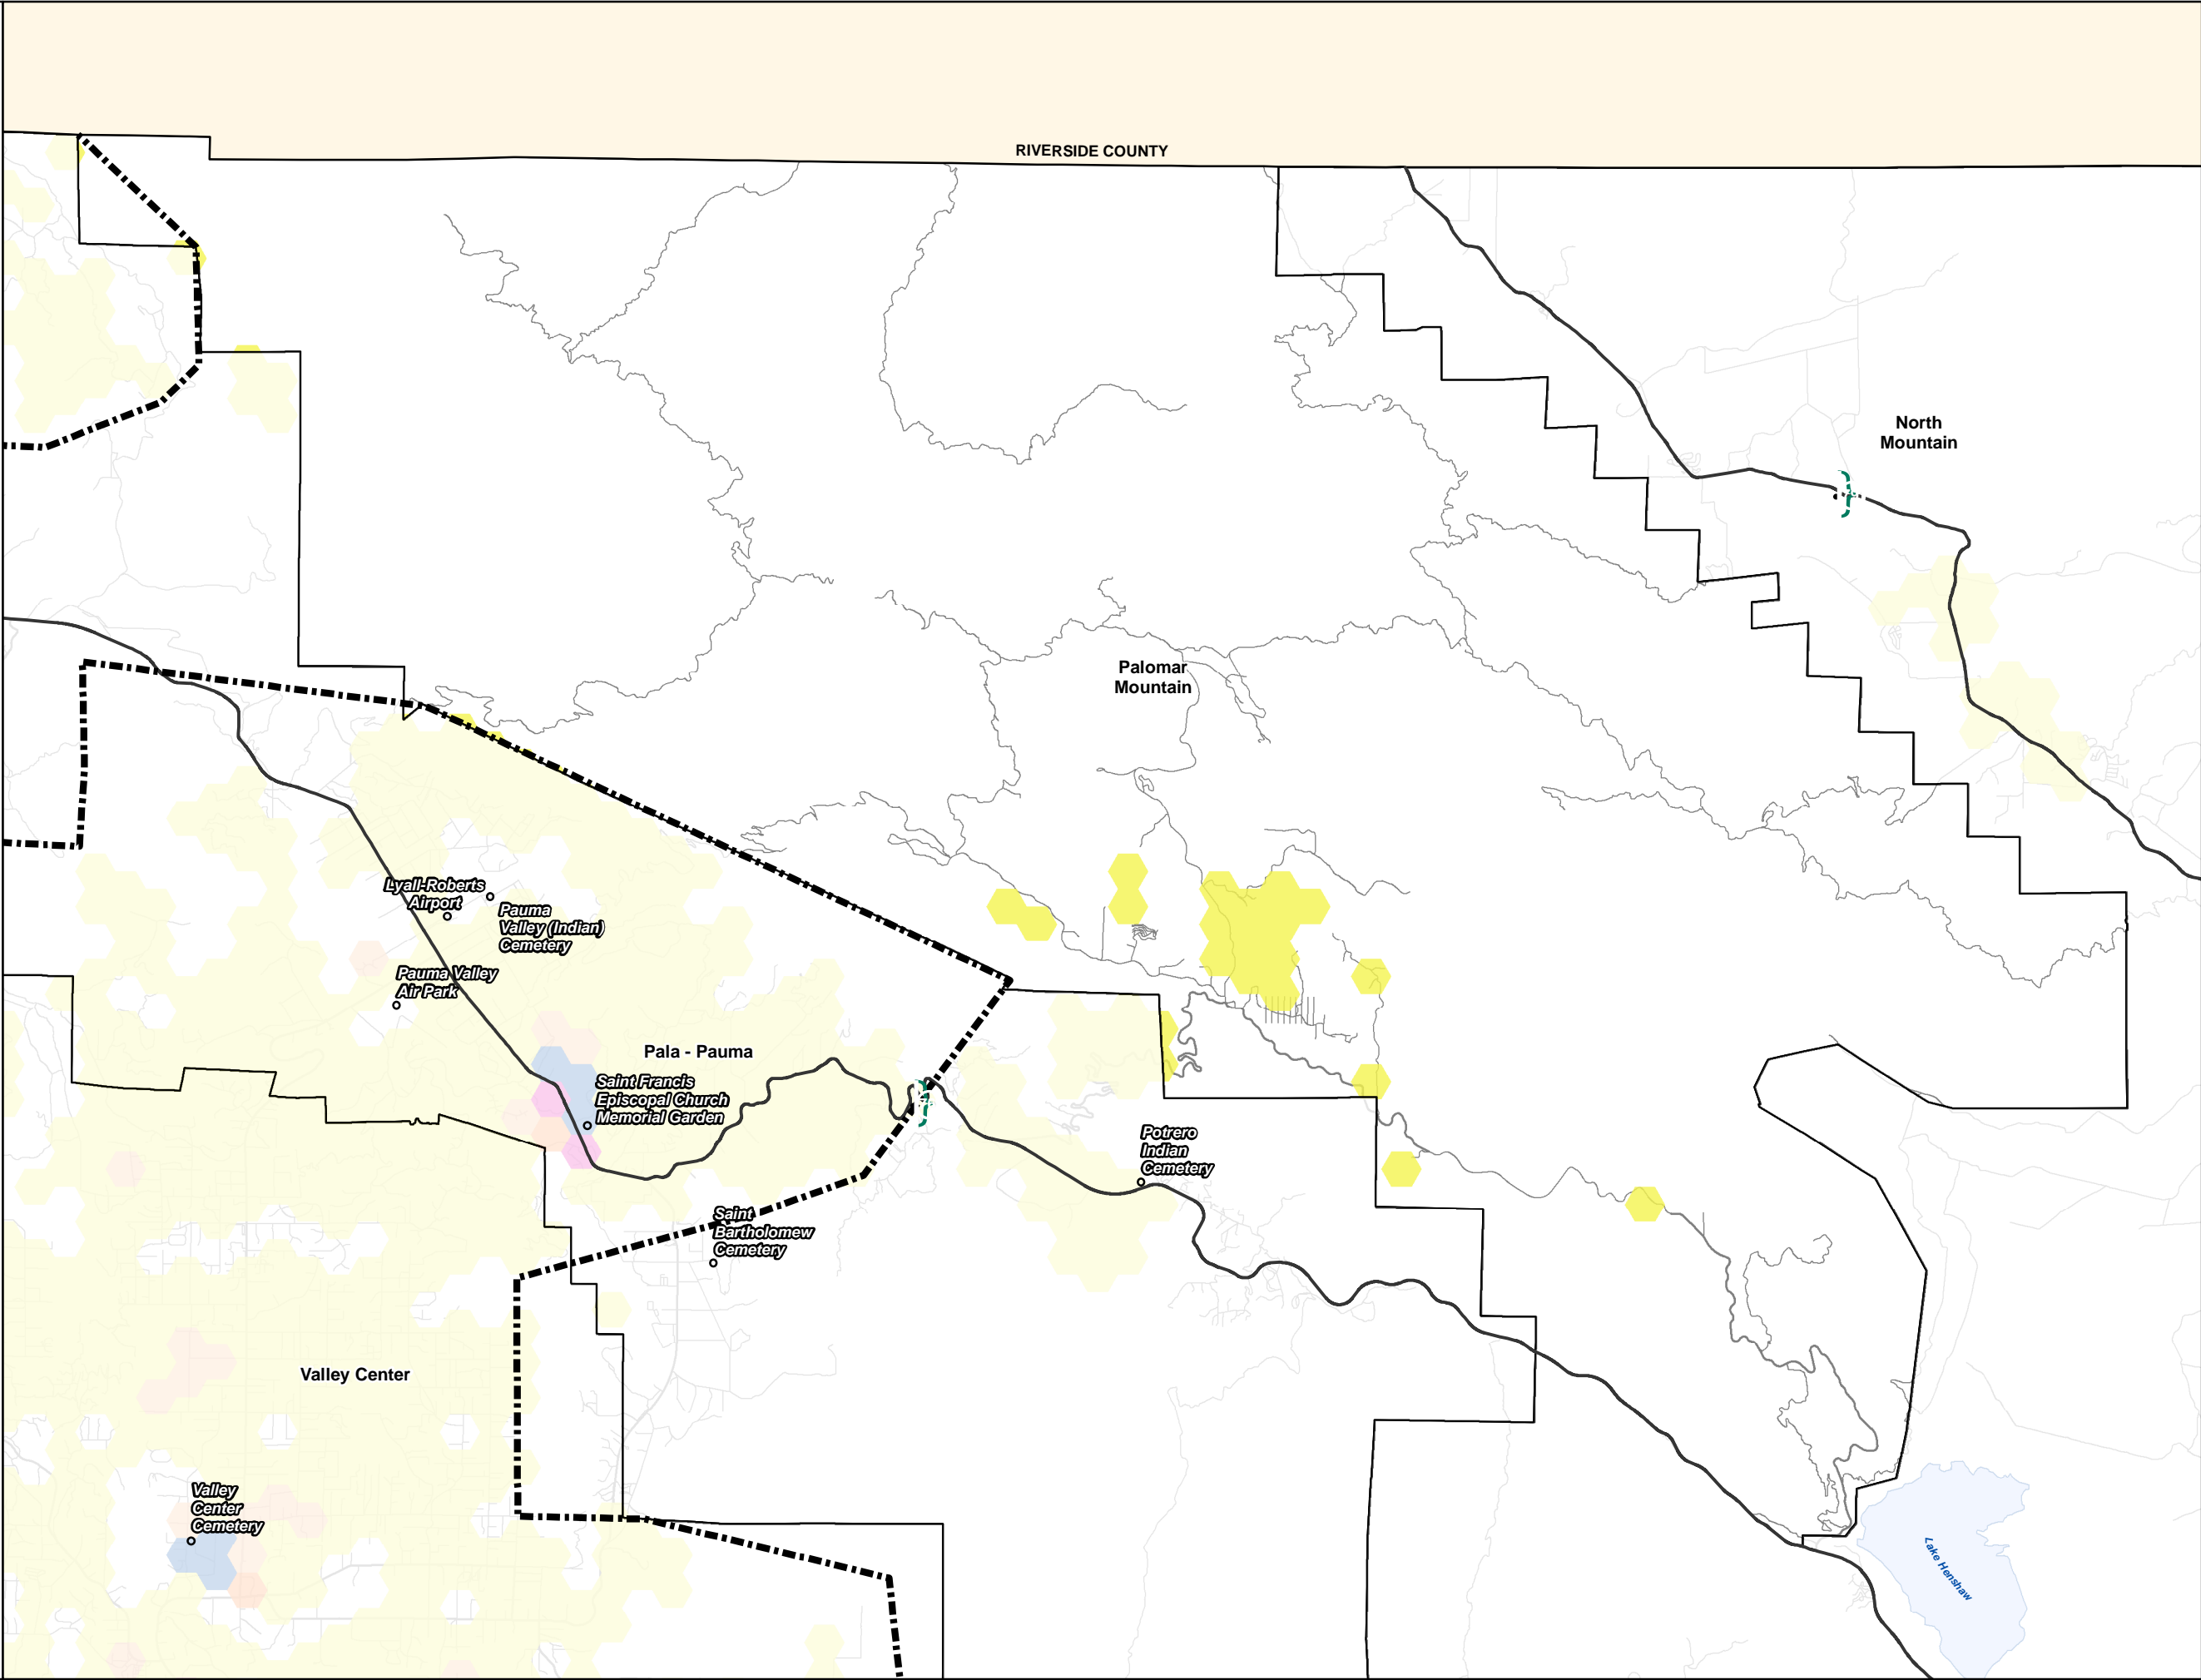 RIVERSIDE COUNTY
North
Mountain
Palomar
Mountain
Lyall-Roberts
Airport
Pauma
Valley (Indian)
Cemetery
Pauma Valley
Air Park
Pala - Pauma
Saint Francis
Episcopal Church
Memorial Garden
Potrero
Indian
Cemetery
Saint
Bartholomew
Cemetery
Valley Center
Valley
Center
Cemetery
Lake Henshaw